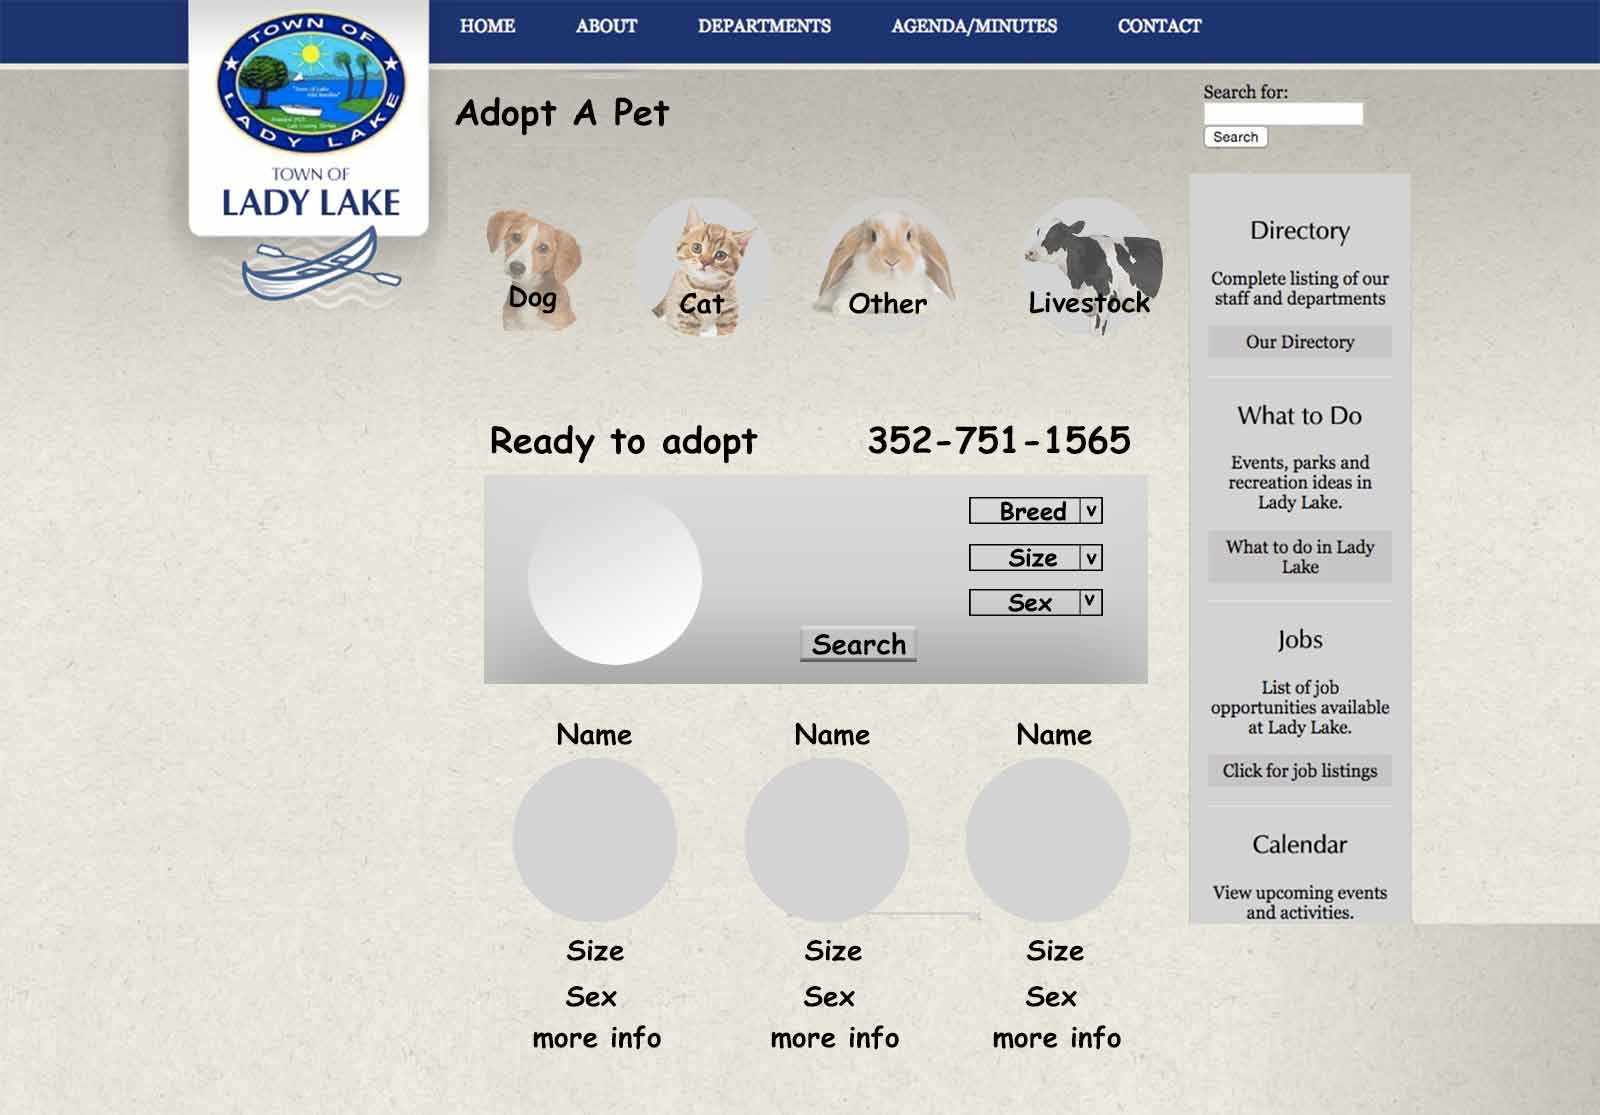 HOME ABOUT DEPARTMENTS AGENDA/MINUTES CONTACT
TOWN OF
LADY LAKE
TOWN OF
LADY LAKE
Adopt A Pet
Search for:
Search
Dog Cat Other Livestock
Ready to adopt 352-751-1565
Breed v
Size v
Sex v
Search
Name Name Name
Size Size Size
Sex Sex Sex
more info more info more info
Directory
Complete listing of our
staff and departments
Our Directory
What to Do
Events, parks and
recreation ideas in
Lady Lake.
What to do in Lady
Lake
Jobs
List of job
opportunities available
at Lady Lake.
Click for job listings
Calendar
View upcoming events
and activities.